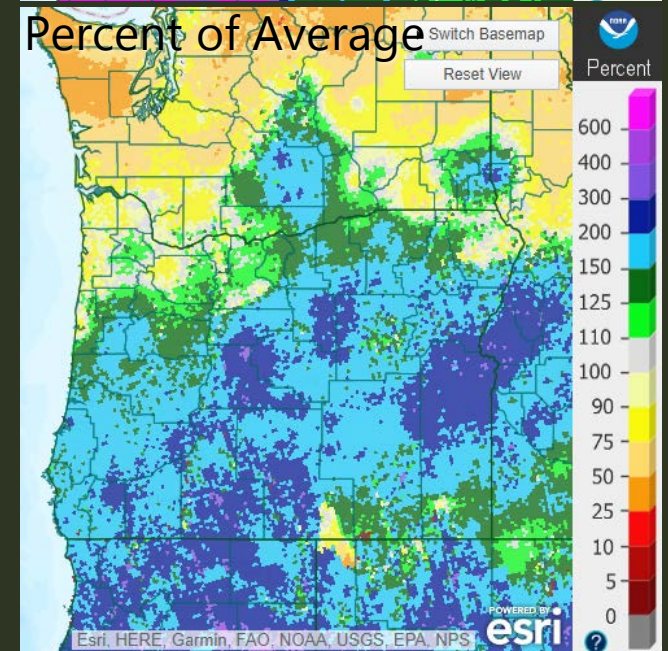 Percent of Average
Switch Basemap
Reset View
NOAA
Percent
600
400
300
200
150
125
110
100
90
75
50
25
10
5
0
?
POWERED BY
esri
Esri, HERE, Garmin, FAO, NOAA, USGS, EPA, NPS